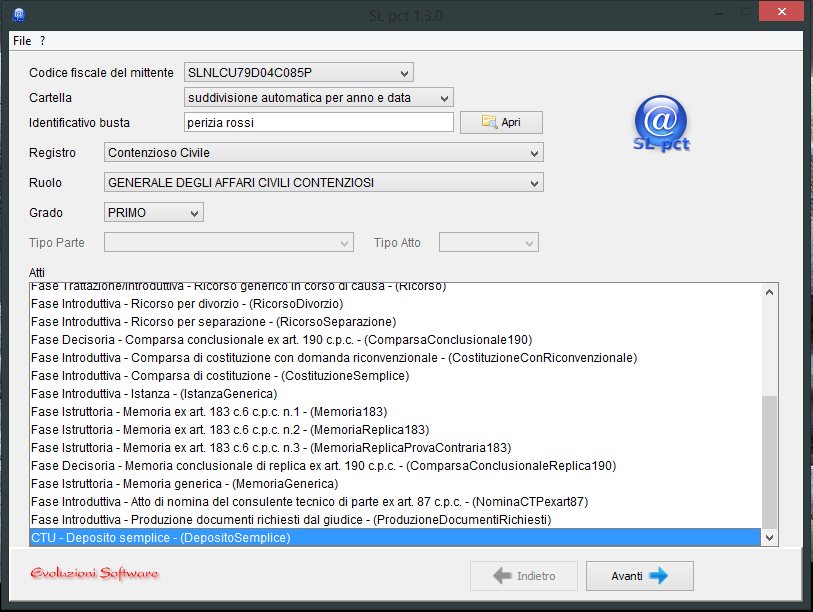 SL pct 1.3.0
File ?
Codice fiscale del mittente SLNLCU79D04C085P
Cartella suddivisione automatica per anno e data
Identificativo busta perizia rossi Apri
@
SL pct
Registro Contenzioso Civile
Ruolo GENERALE DEGLI AFFARI CIVILI CONTENZIOSI
Grado PRIMO
Tipo Parte Tipo Atto
Atti
Fase Trattazione/Introduttiva - Ricorso generico in corso di causa - (Ricorso)
Fase Introduttiva - Ricorso per divorzio - (RicorsoDivorzio)
Fase Introduttiva - Ricorso per separazione - (RicorsoSeparazione)
Fase Decisoria - Comparsa conclusionale ex art. 190 c.p.c. - (ComparsaConclusionale190)
Fase Introduttiva - Comparsa di costituzione con domanda riconvenzionale - (CostituzioneConRiconvenzionale)
Fase Introduttiva - Comparsa di costituzione - (CostituzioneSemplice)
Fase Introduttiva - Istanza - (IstanzaGenerica)
Fase Istruttoria - Memoria ex art. 183 c.6 c.p.c. n.1 - (Memoria183)
Fase Istruttoria - Memoria ex art. 183 c.6 c.p.c. n.2 - (MemoriaReplica183)
Fase Istruttoria - Memoria ex art. 183 c.6 c.p.c. n.3 - (MemoriaReplicaProvaContraria183)
Fase Decisoria - Memoria conclusionale di replica ex art. 190 c.p.c. - (ComparsaConclusionaleReplica190)
Fase Istruttoria - Memoria generica - (MemoriaGenerica)
Fase Introduttiva - Atto di nomina del consulente tecnico di parte ex art. 87 c.p.c. - (NominaCTPexart87)
Fase Introduttiva - Produzione documenti richiesti dal giudice - (ProduzioneDocumentiRichiesti)
CTU - Deposito semplice - (DepositoSemplice)
Evoluzioni Software
Indietro Avanti